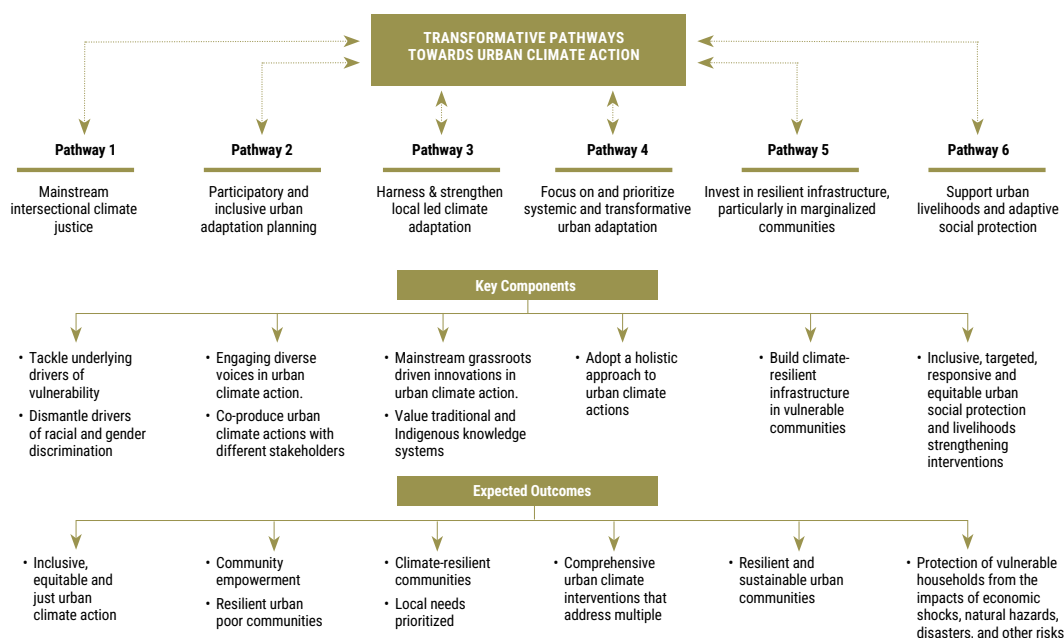 TRANSFORMATIVE PATHWAYS
TOWARDS URBAN CLIMATE ACTION
Pathway 1
Mainstream
intersectional climate
justice
Pathway 2
Participatory and
inclusive urban
adaptation planning
Pathway 3
Harness & strengthen
local led climate
adaptation
Pathway 4
Focus on and prioritize
systemic and transformative
urban adaptation
Pathway 5
Invest in resilient infrastructure,
particularly in marginalized
communities
Pathway 6
Support urban
livelihoods and adaptive
social protection
Key Components
• Tackle underlying
drivers of
vulnerability
• Dismantle drivers
of racial and gender
discrimination
• Engaging diverse
voices in urban
climate action.
• Co-produce urban
climate actions with
different stakeholders
• Mainstream grassroots
driven innovations in
urban climate action.
• Value traditional and
Indigenous knowledge
systems
• Adopt a holistic
approach to
urban climate
actions
• Build climate-
resilient
infrastructure
in vulnerable
communities
• Inclusive, targeted,
responsive and
equitable urban
social protection
and livelihoods
strengthening
interventions
Expected Outcomes
• Inclusive,
equitable and
just urban
climate action
• Community
empowerment
• Resilient urban
poor communities
• Climate-resilient
communities
• Local needs
prioritized
• Comprehensive
urban climate
interventions that
address multiple
• Resilient and
sustainable urban
communities
• Protection of vulnerable
households from the
impacts of economic
shocks, natural hazards,
disasters, and other risks